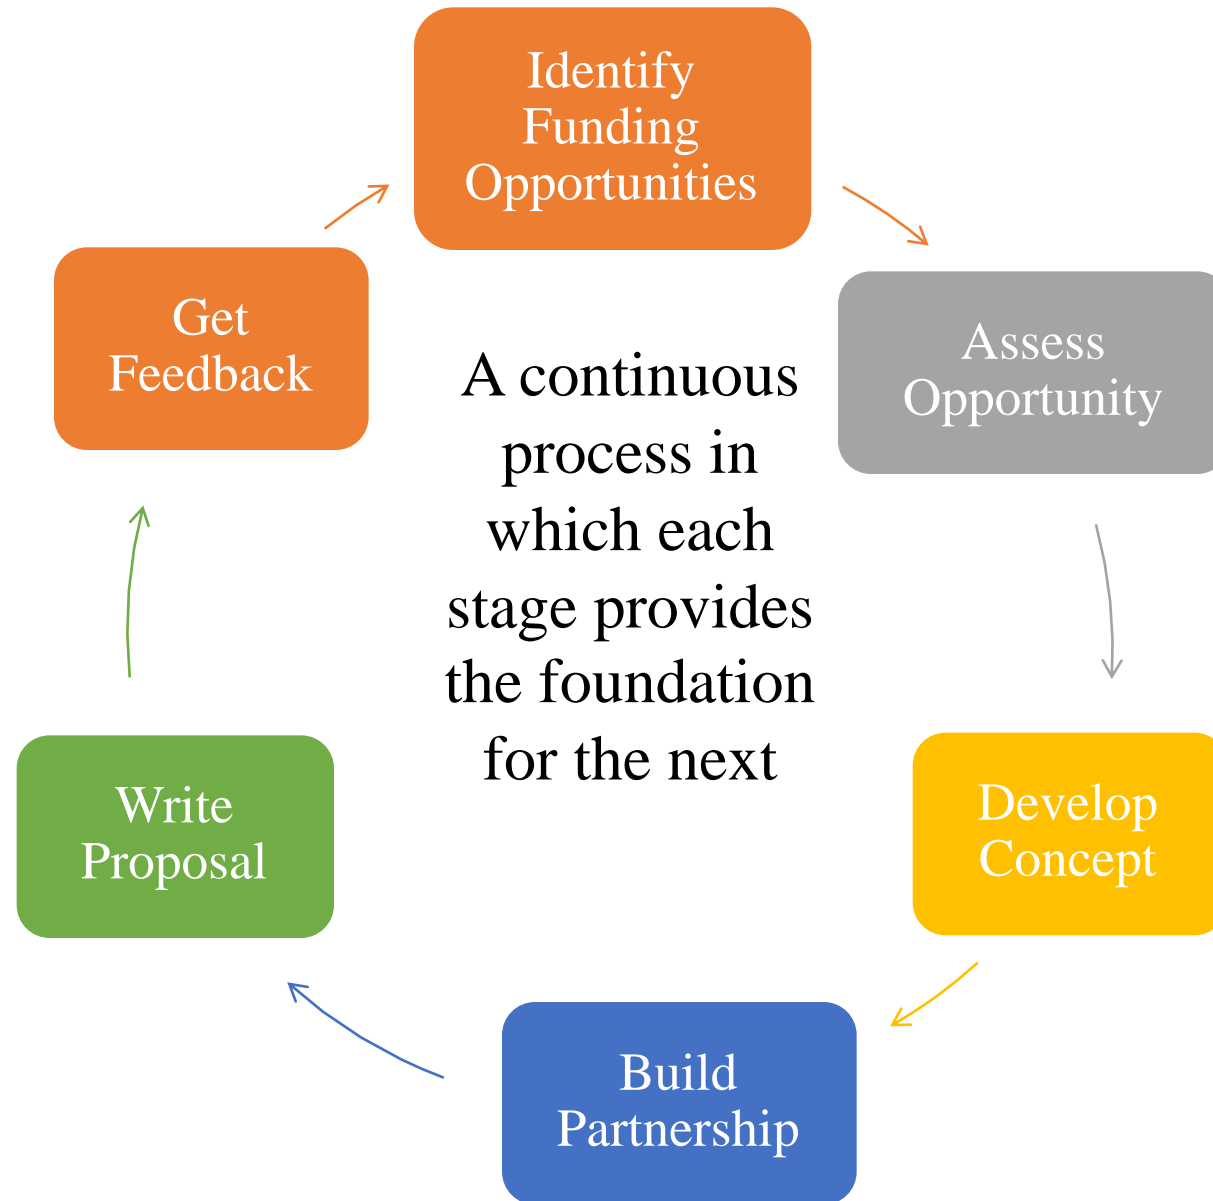 Identify
Funding
Opportunities
Assess
Opportunity
Develop
Concept
Build
Partnership
Write
Proposal
Get
Feedback
A continuous
process in
which each
stage provides
the foundation
for the next